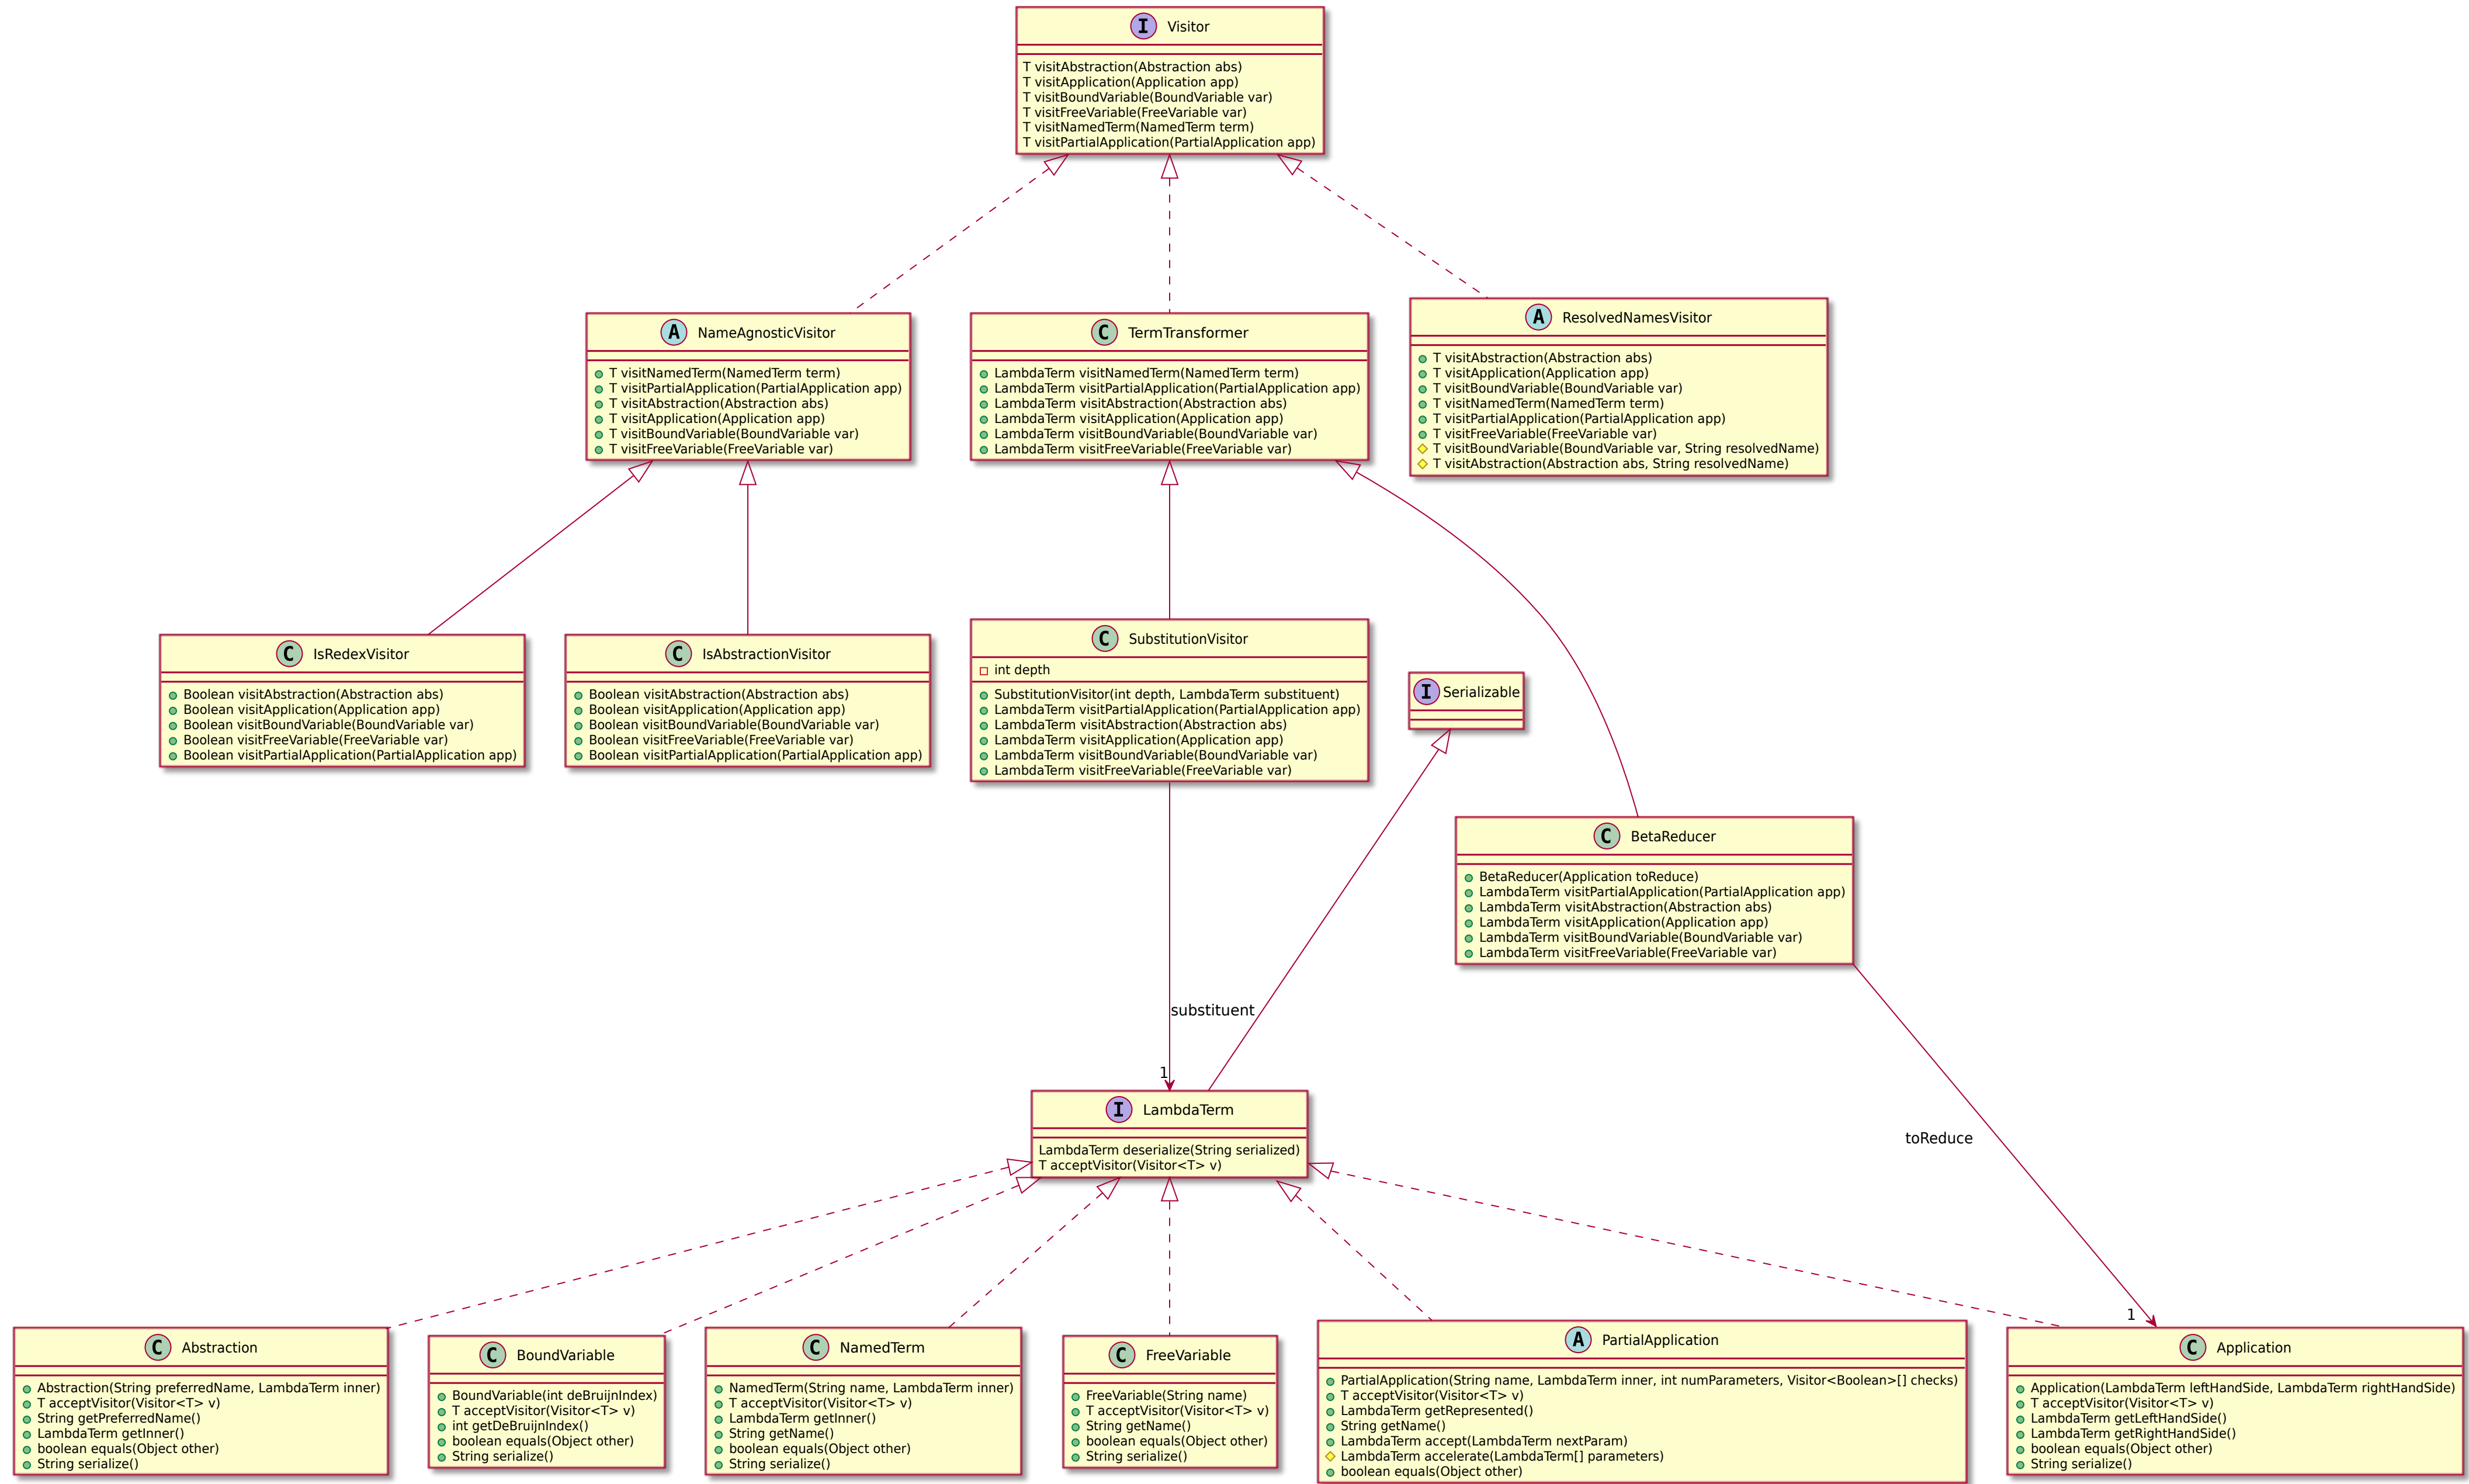 I Visitor
T visitAbstraction(Abstraction abs)
T visitApplication(Application app)
T visitBoundVariable(BoundVariable var)
T visitFreeVariable(FreeVariable var)
T visitNamedTerm(NamedTerm term)
T visitPartialApplication(PartialApplication app)
A NameAgnosticVisitor
T visitNamedTerm(NamedTerm term)
T visitPartialApplication(PartialApplication app)
T visitAbstraction(Abstraction abs)
T visitApplication(Application app)
T visitBoundVariable(BoundVariable var)
T visitFreeVariable(FreeVariable var)
C TermTransformer
LambdaTerm visitNamedTerm(NamedTerm term)
LambdaTerm visitPartialApplication(PartialApplication app)
LambdaTerm visitAbstraction(Abstraction abs)
LambdaTerm visitApplication(Application app)
LambdaTerm visitBoundVariable(BoundVariable var)
LambdaTerm visitFreeVariable(FreeVariable var)
A ResolvedNamesVisitor
T visitAbstraction(Abstraction abs)
T visitApplication(Application app)
T visitBoundVariable(BoundVariable var)
T visitNamedTerm(NamedTerm term)
T visitPartialApplication(PartialApplication app)
T visitFreeVariable(FreeVariable var)
T visitBoundVariable(BoundVariable var, String resolvedName)
T visitAbstraction(Abstraction abs, String resolvedName)
C IsRedexVisitor
Boolean visitAbstraction(Abstraction abs)
Boolean visitApplication(Application app)
Boolean visitBoundVariable(BoundVariable var)
Boolean visitFreeVariable(FreeVariable var)
Boolean visitPartialApplication(PartialApplication app)
C IsAbstractionVisitor
Boolean visitAbstraction(Abstraction abs)
Boolean visitApplication(Application app)
Boolean visitBoundVariable(BoundVariable var)
Boolean visitFreeVariable(FreeVariable var)
Boolean visitPartialApplication(PartialApplication app)
C SubstitutionVisitor
int depth
SubstitutionVisitor(int depth, LambdaTerm substituent)
LambdaTerm visitPartialApplication(PartialApplication app)
LambdaTerm visitAbstraction(Abstraction abs)
LambdaTerm visitApplication(Application app)
LambdaTerm visitBoundVariable(BoundVariable var)
LambdaTerm visitFreeVariable(FreeVariable var)
I Serializable
C BetaReducer
BetaReducer(Application toReduce)
LambdaTerm visitPartialApplication(PartialApplication app)
LambdaTerm visitAbstraction(Abstraction abs)
LambdaTerm visitApplication(Application app)
LambdaTerm visitBoundVariable(BoundVariable var)
LambdaTerm visitFreeVariable(FreeVariable var)
substituent
1
I LambdaTerm
LambdaTerm deserialize(String serialized)
T acceptVisitor(Visitor<T> v)
toReduce
1
C Abstraction
Abstraction(String preferredName, LambdaTerm inner)
T acceptVisitor(Visitor<T> v)
String getPreferredName()
LambdaTerm getInner()
boolean equals(Object other)
String serialize()
C BoundVariable
BoundVariable(int deBruijnIndex)
T acceptVisitor(Visitor<T> v)
int getDeBruijnIndex()
boolean equals(Object other)
String serialize()
C NamedTerm
NamedTerm(String name, LambdaTerm inner)
T acceptVisitor(Visitor<T> v)
LambdaTerm getInner()
String getName()
boolean equals(Object other)
String serialize()
C FreeVariable
FreeVariable(String name)
T acceptVisitor(Visitor<T> v)
String getName()
boolean equals(Object other)
String serialize()
A PartialApplication
PartialApplication(String name, LambdaTerm inner, int numParameters, Visitor<Boolean>[] checks)
T acceptVisitor(Visitor<T> v)
LambdaTerm getRepresented()
String getName()
LambdaTerm accept(LambdaTerm nextParam)
LambdaTerm accelerate(LambdaTerm[] parameters)
boolean equals(Object other)
C Application
Application(LambdaTerm leftHandSide, LambdaTerm rightHandSide)
T acceptVisitor(Visitor<T> v)
LambdaTerm getLeftHandSide()
LambdaTerm getRightHandSide()
boolean equals(Object other)
String serialize()